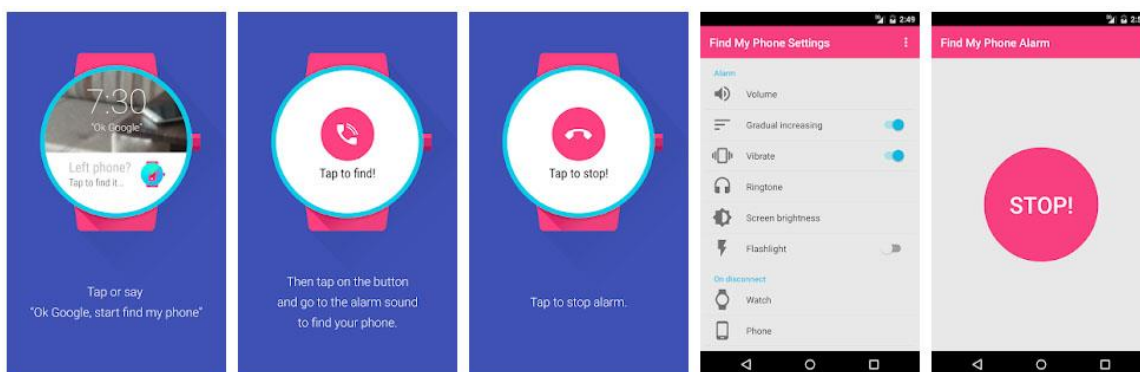 7:30
"Ok Google"
Left phone?
Tap to find it...
Tap or say
"Ok Google, start find my phone"
Tap to find!
Then tap on the button
and go to the alarm sound
to find your phone.
Tap to stop!
Tap to stop alarm.
2:49
Find My Phone Settings
Alarm
Volume
Gradual increasing
Vibrate
Ringtone
Screen brightness
Flashlight
On disconnect
Watch
Phone
Find My Phone Alarm
STOP!